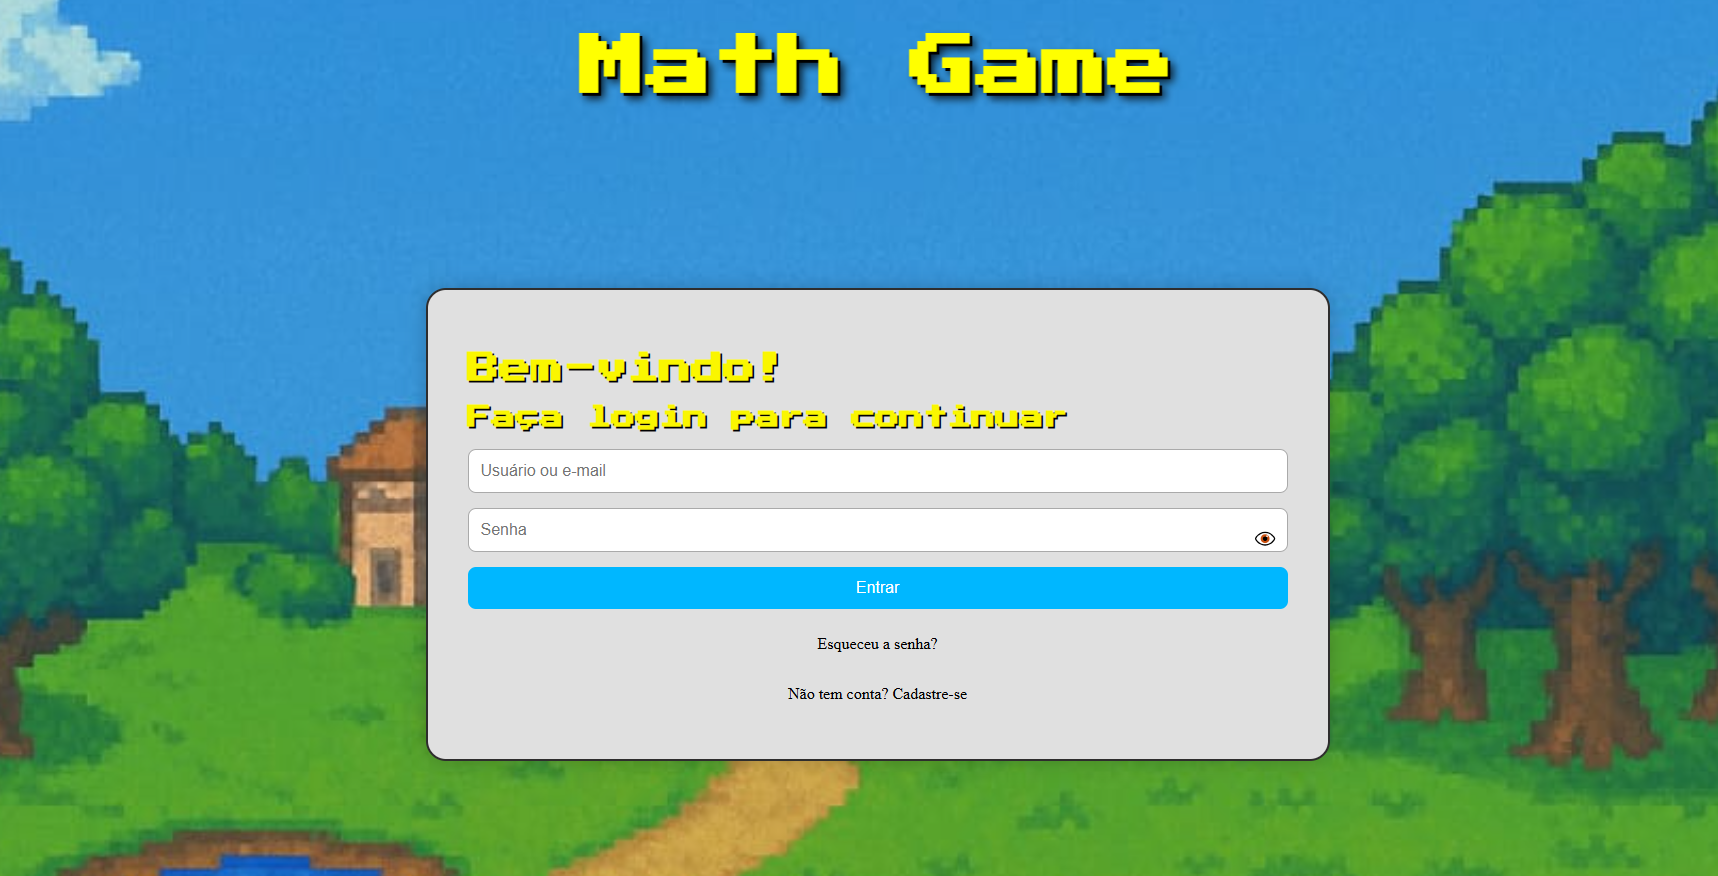 Math Game
Bem-vindo!
Faça login para continuar
Usuário ou e-mail
Senha
Entrar
Esqueceu a senha?
Não tem conta? Cadastre-se